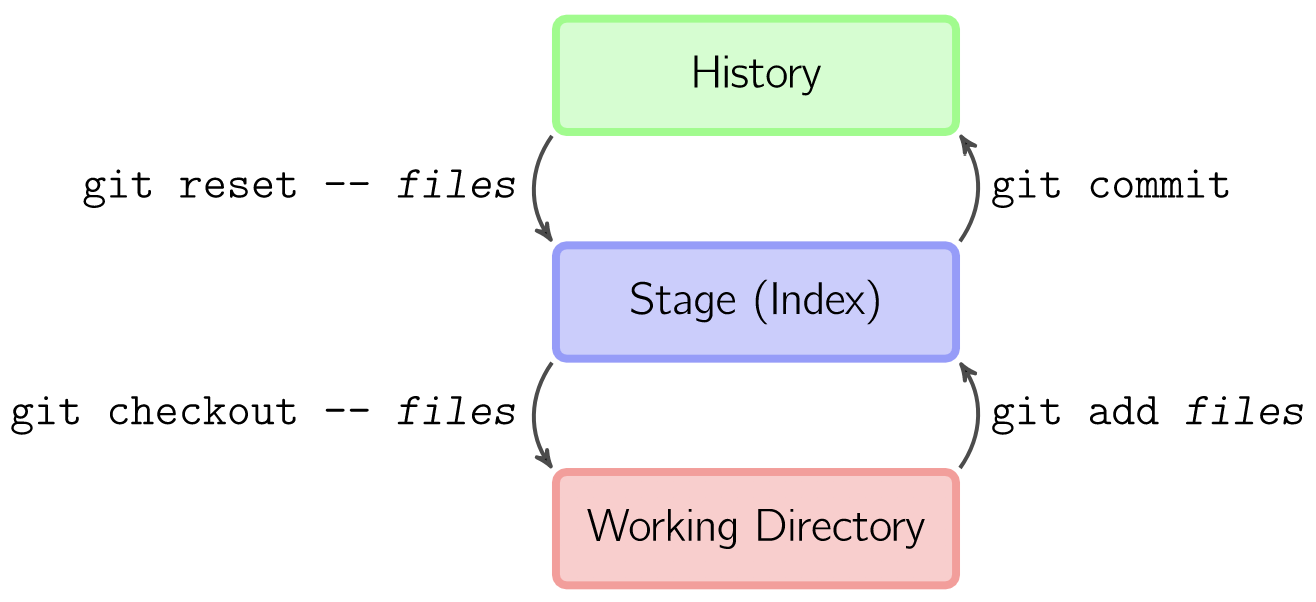 History
git reset -- files
git commit
Stage (Index)
git checkout -- files
git add files
Working Directory